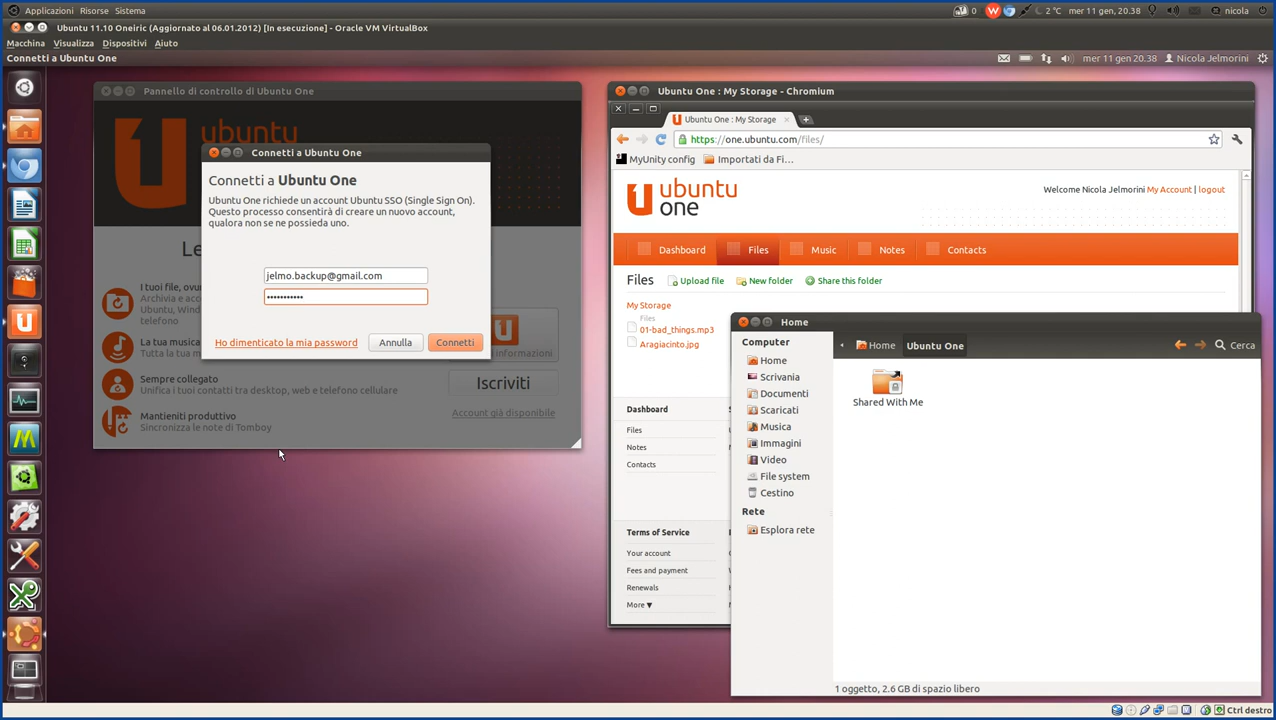 Applicazioni Risorse Sistema
0 2 °C mer 11 gen, 20.38 nicola
Ubuntu 11.10 Oneiric (Aggiornato al 06.01.2012) [In esecuzione] - Oracle VM VirtualBox
Macchina Visualizza Dispositivi Aiuto
Connetti a Ubuntu One
mer 11 gen 20.38 Nicola Jelmorini
Pannello di controllo di Ubuntu One
ubuntu
Le
I tuoi file, ovu
Archivia e acc
Ubuntu, Wind
telefono
La tua musica
Tutta la tua m
informazioni
Sempre collegato
Unifica i tuoi contatti tra desktop, web e telefono cellulare
Iscriviti
Account già disponibile
Mantieniti produttivo
Sincronizza le note di Tomboy
Connetti a Ubuntu One
Connetti a Ubuntu One
Ubuntu One richiede un account Ubuntu SSO (Single Sign On).
Questo processo consentirà di creare un nuovo account,
qualora non se ne possieda uno.
jelmo.backup@gmail.com
•••••••••••
Ho dimenticato la mia password Annulla Connetti
Ubuntu One : My Storage - Chromium
Ubuntu One : My Storage
https://one.ubuntu.com/files/
MyUnity config Importati da Fi...
ubuntu
one
Welcome Nicola Jelmorini My Account | logout
Dashboard Files Music Notes Contacts
Files Upload file New folder Share this folder
My Storage
Files
01-bad_things.mp3
Aragiacinto.jpg
Dashboard
Files
Notes
Contacts
Terms of Service
Your account
Fees and payment
Renewals
More ▼
Home
Computer
Home
Scrivania
Documenti
Scaricati
Musica
Immagini
Video
File system
Cestino
Rete
Esplora rete
Home Ubuntu One Cerca
Shared With Me
1 oggetto, 2.6 GB di spazio libero
Ctrl destro